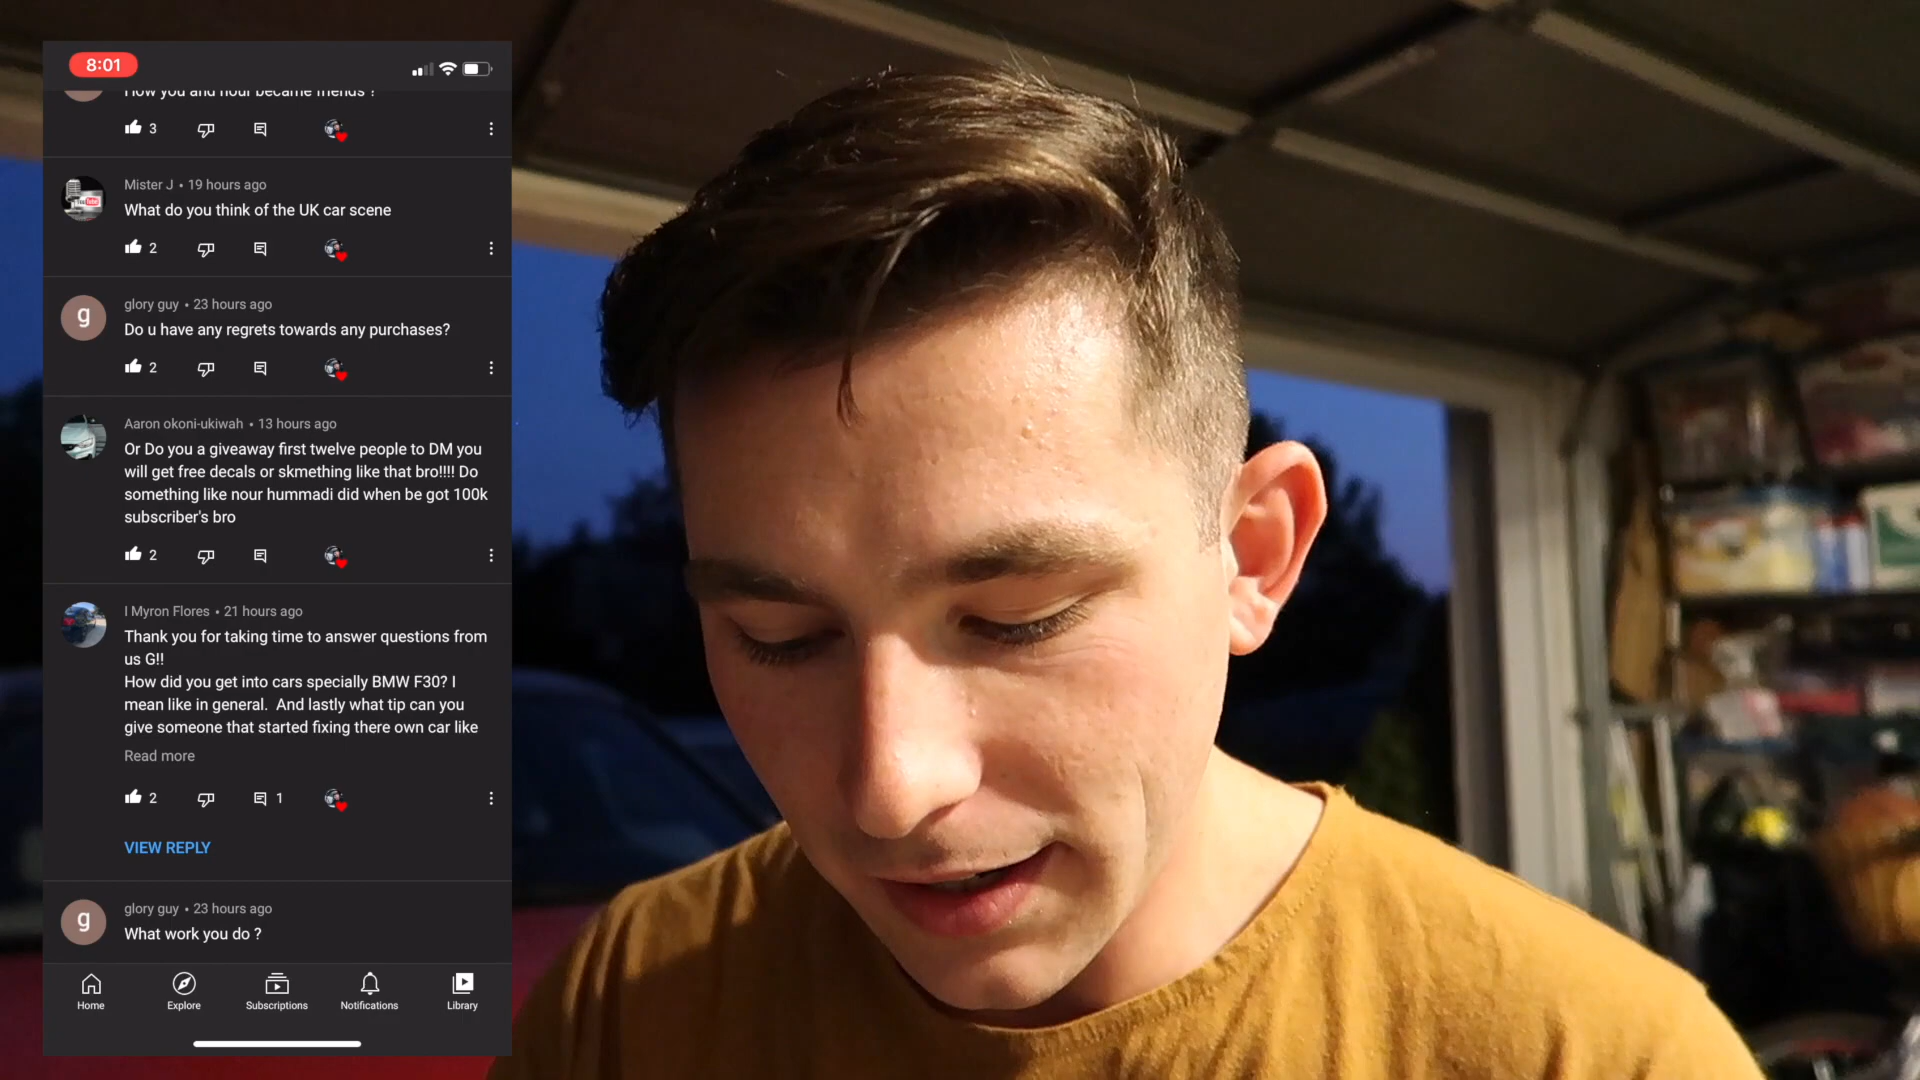 8:01
How you and nour became friends ?
3
Mister J • 19 hours ago
What do you think of the UK car scene
2
glory guy • 23 hours ago
g
Do u have any regrets towards any purchases?
2
Aaron okoni-ukiwah • 13 hours ago
Or Do you a giveaway first twelve people to DM you
will get free decals or skmething like that bro!!!! Do
something like nour hummadi did when be got 100k
subscriber's bro
2
I Myron Flores • 21 hours ago
Thank you for taking time to answer questions from
us G!!
How did you get into cars specially BMW F30? I
mean like in general.  And lastly what tip can you
give someone that started fixing there own car like
Read more
2 1
VIEW REPLY
glory guy • 23 hours ago
g
What work you do ?
Home Explore Subscriptions Notifications Library